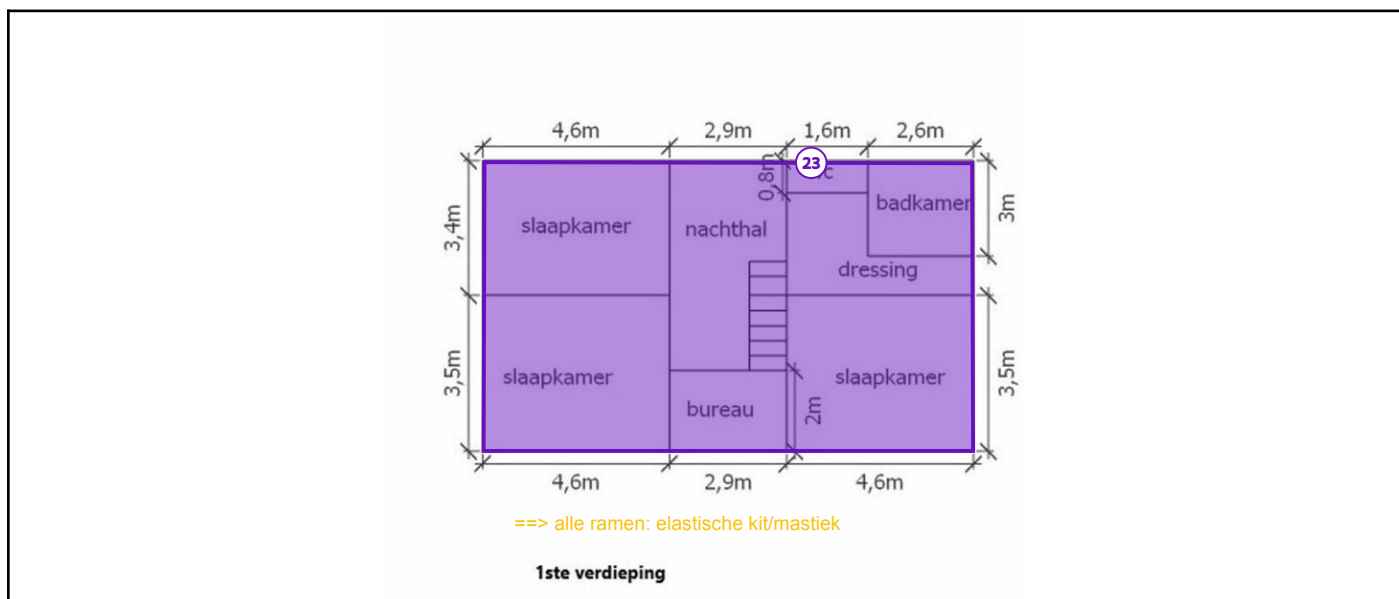 4,6m 2,9m 1,6m 2,6m
23
0,8m
wc
badkamer
3m
slaapkamer nachthal
3,4m
dressing
slaapkamer
slaapkamer
3,5m
3,5m
bureau
2m
4,6m 2,9m 4,6m
==> alle ramen: elastische kit/mastiek
1ste verdieping